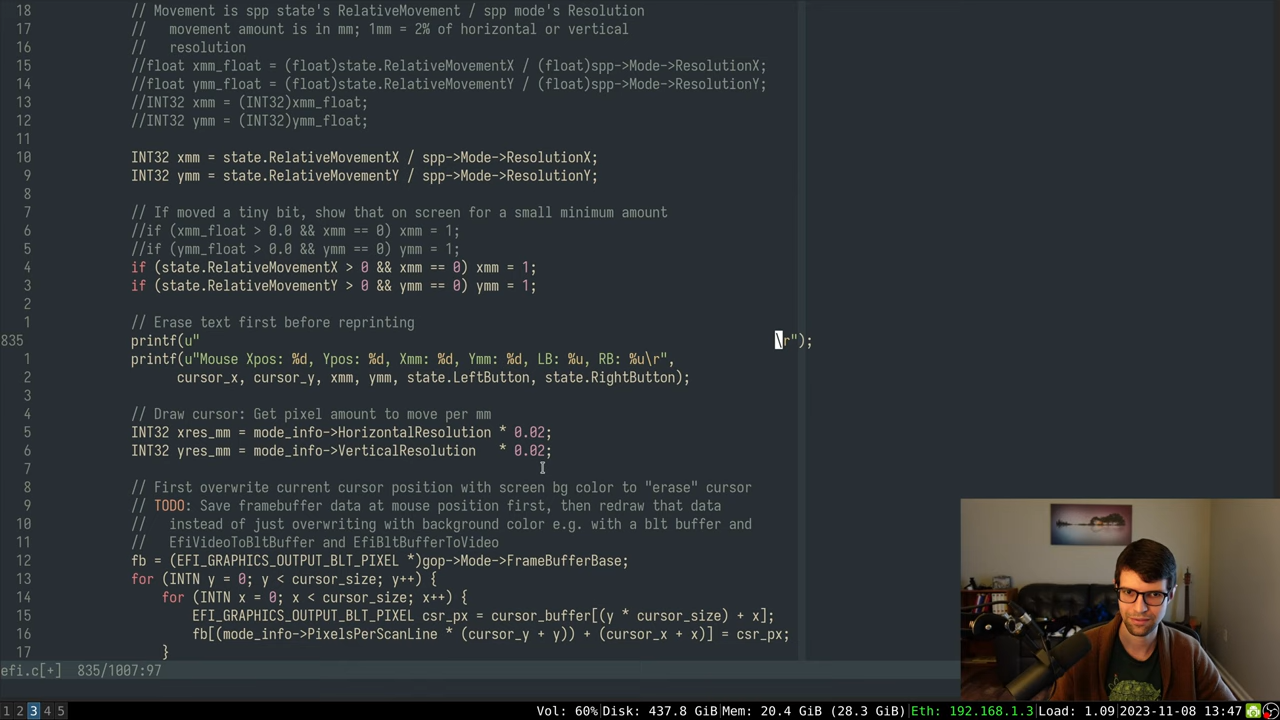 18 // Movement is spp state's RelativeMovement / spp mode's Resolution
17 //   movement amount is in mm; 1mm = 2% of horizontal or vertical
16 //   resolution
15 //float xmm_float = (float)state.RelativeMovementX / (float)spp->Mode->ResolutionX;
14 //float ymm_float = (float)state.RelativeMovementY / (float)spp->Mode->ResolutionY;
13 //INT32 xmm = (INT32)xmm_float;
12 //INT32 ymm = (INT32)ymm_float;
11
10 INT32 xmm = state.RelativeMovementX / spp->Mode->ResolutionX;
9 INT32 ymm = state.RelativeMovementY / spp->Mode->ResolutionY;
8
7 // If moved a tiny bit, show that on screen for a small minimum amount
6 //if (xmm_float > 0.0 && xmm == 0) xmm = 1;
5 //if (ymm_float > 0.0 && ymm == 0) ymm = 1;
4 if (state.RelativeMovementX > 0 && xmm == 0) xmm = 1;
3 if (state.RelativeMovementY > 0 && ymm == 0) ymm = 1;
2
1 // Erase text first before reprinting
835 printf(u"                                                                           \r");
1 printf(u"Mouse Xpos: %d, Ypos: %d, Xmm: %d, Ymm: %d, LB: %u, RB: %u\r",
2       cursor_x, cursor_y, xmm, ymm, state.LeftButton, state.RightButton);
3
4 // Draw cursor: Get pixel amount to move per mm
5 INT32 xres_mm = mode_info->HorizontalResolution * 0.02;
6 INT32 yres_mm = mode_info->VerticalResolution   * 0.02;
7
8 // First overwrite current cursor position with screen bg color to "erase" cursor
9 // TODO: Save framebuffer data at mouse position first, then redraw that data
10 //   instead of just overwriting with background color e.g. with a blt buffer and
11 //   EfiVideoToBltBuffer and EfiBltBufferToVideo
12 fb = (EFI_GRAPHICS_OUTPUT_BLT_PIXEL *)gop->Mode->FrameBufferBase;
13 for (INTN y = 0; y < cursor_size; y++) {
14     for (INTN x = 0; x < cursor_size; x++) {
15         EFI_GRAPHICS_OUTPUT_BLT_PIXEL csr_px = cursor_buffer[(y * cursor_size) + x];
16         fb[(mode_info->PixelsPerScanLine * (cursor_y + y)) + (cursor_x + x)] = csr_px;
17     }
efi.c[+]  835/1007:97
1 2 3 4 5 Vol: 60% Disk: 437.8 GiB Mem: 20.4 GiB (28.3 GiB) Eth: 192.168.1.3 Load: 1.09 2023-11-08 13:47